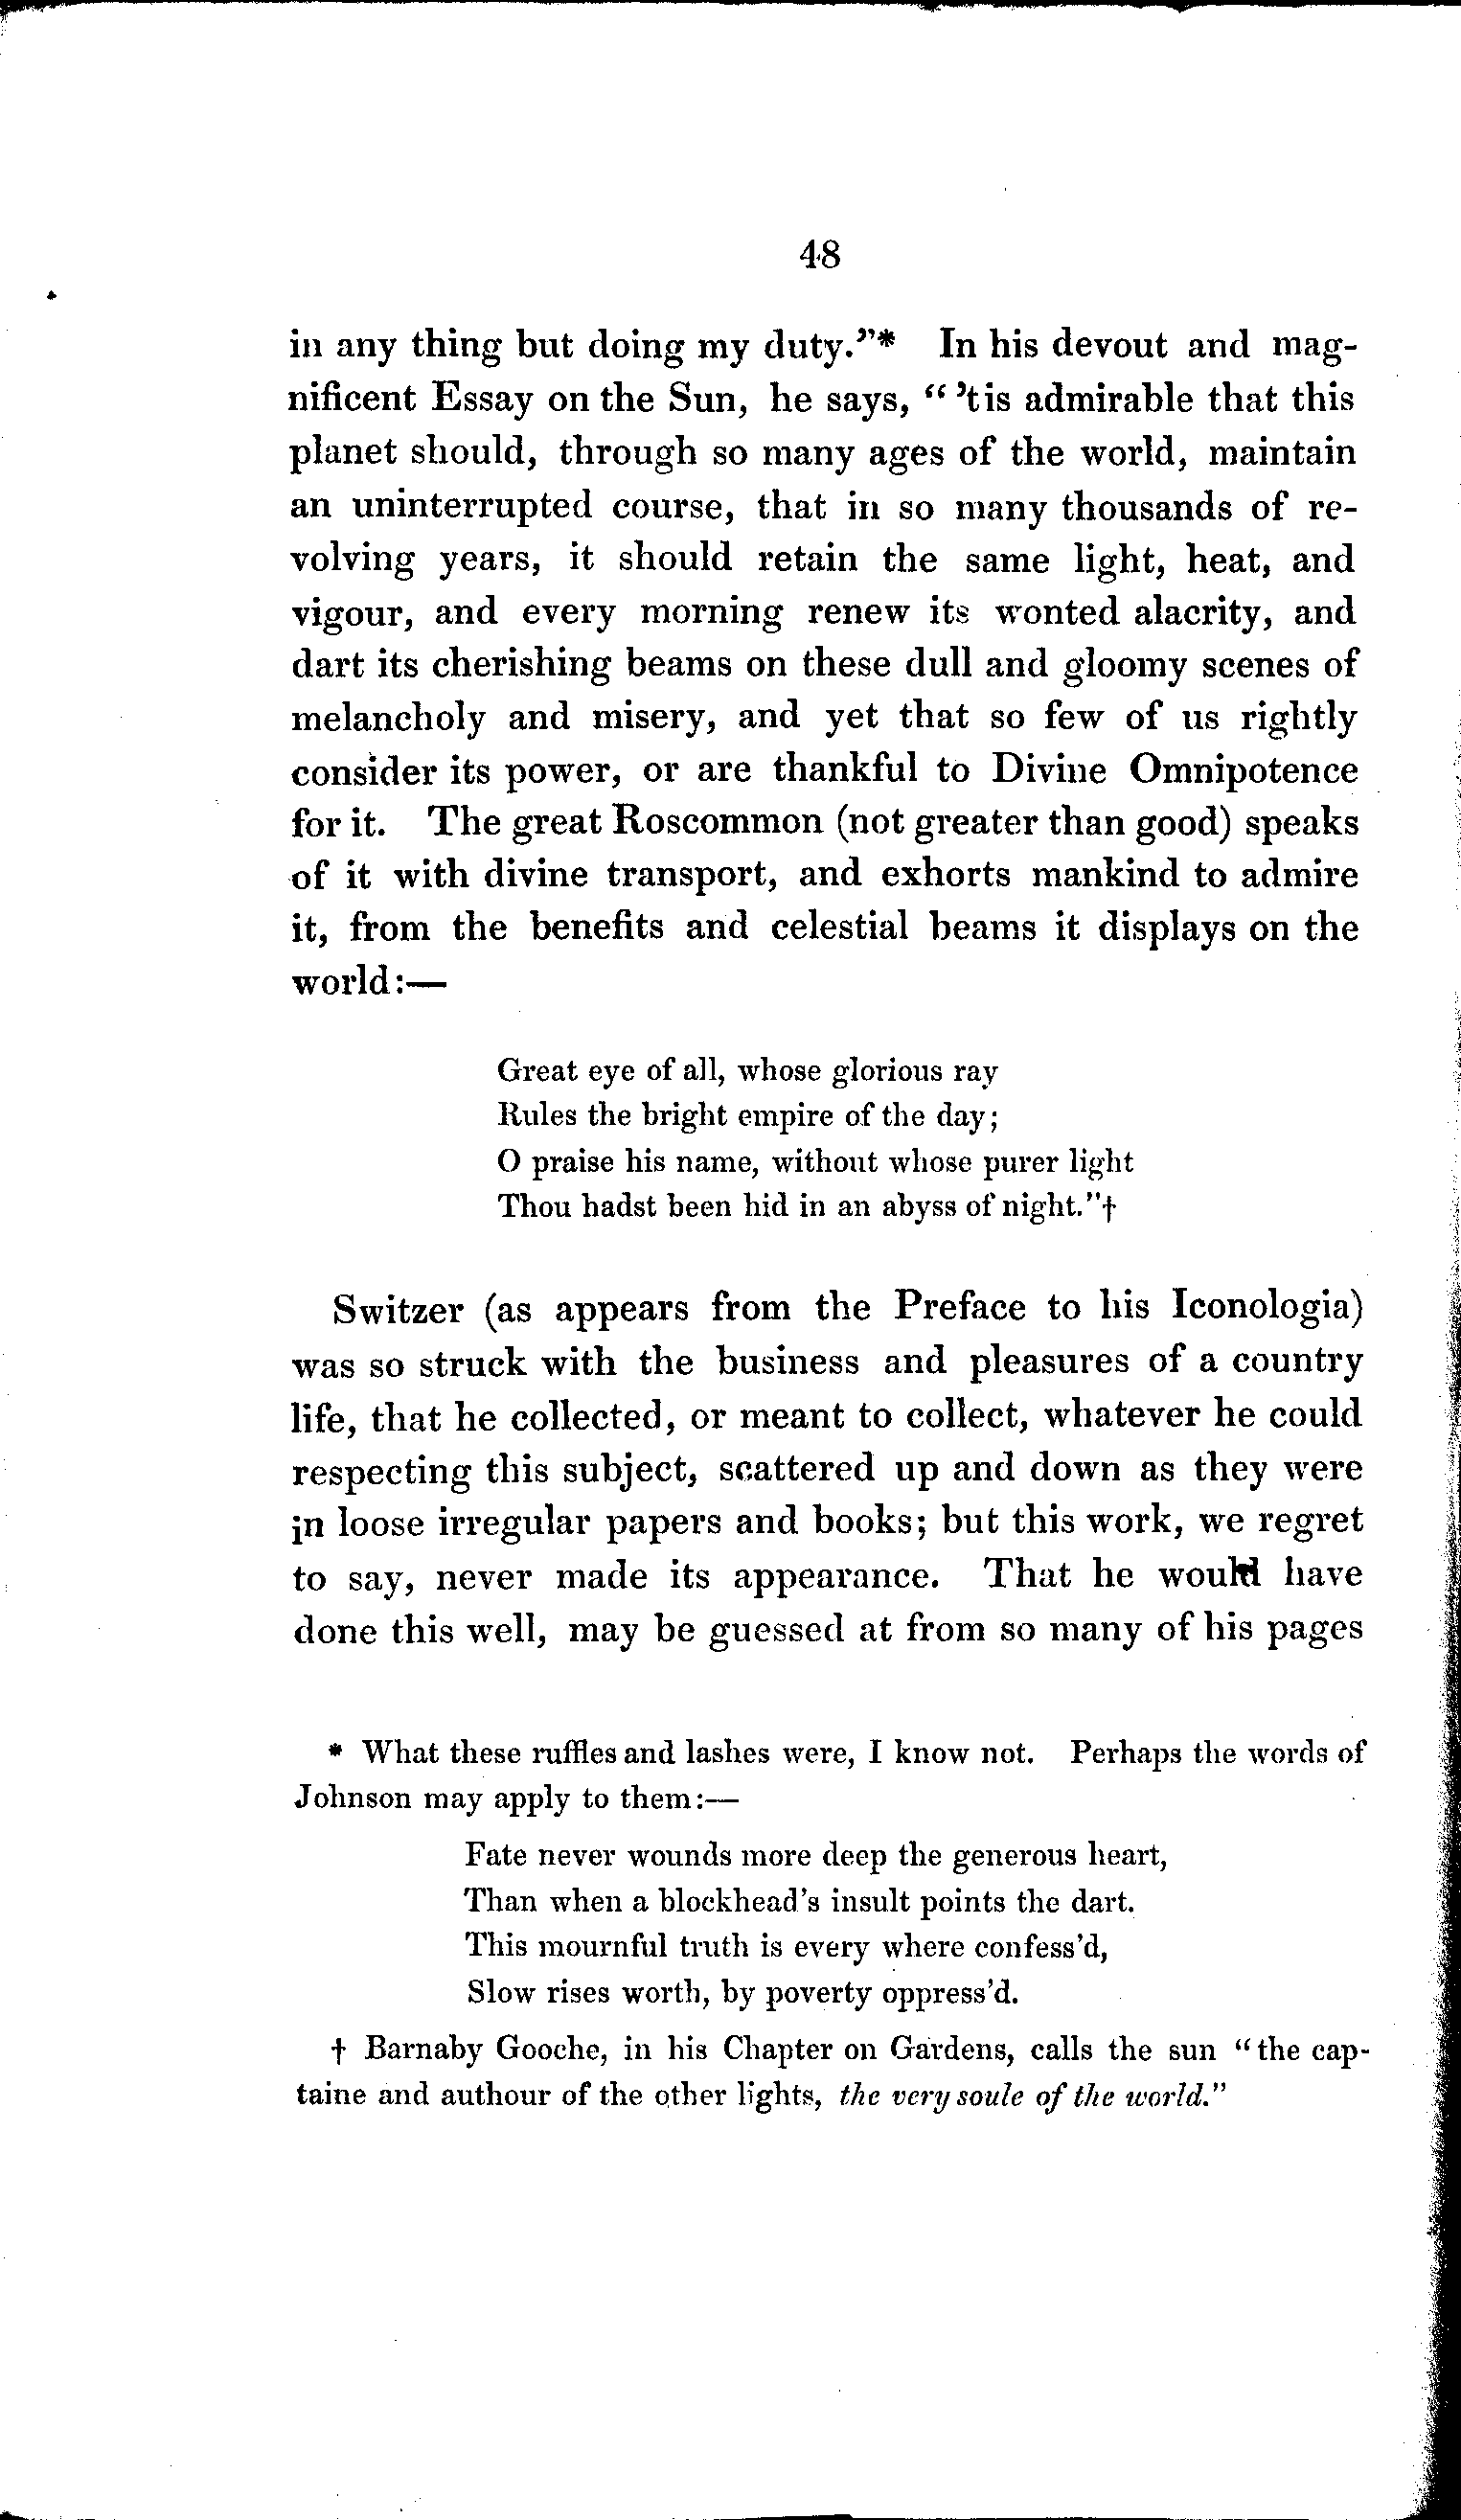 48
in any thing but doing my duty."* In his devout and mag-
nificent Essay on the Sun, he says, " 'tis admirable that this
planet should, through so many ages of the world, maintain
an uninterrupted course, that in so many thousands of re-
volving years, it should retain the same light, heat, and
vigour, and every morning renew its wonted alacrity, and
dart its cherishing beams on these dull and gloomy scenes of
melancholy and misery, and yet that so few of us rightly
consider its power, or are thankful to Divine Omnipotence
for it. The great Roscommon (not greater than good) speaks
of it with divine transport, and exhorts mankind to admire
it, from the benefits and celestial beams it displays on the
world:—
Great eye of all, whose glorious ray
Rules the bright empire of the day;
O praise his name, without whose purer light
Thou hadst been hid in an abyss of night."†
Switzer (as appears from the Preface to his Iconologia)
was so struck with the business and pleasures of a country
life, that he collected, or meant to collect, whatever he could
respecting this subject, scattered up and down as they were
in loose irregular papers and books; but this work, we regret
to say, never made its appearance. That he would have
done this well, may be guessed at from so many of his pages
* What these ruffles and lashes were, I know not. Perhaps the words of
Johnson may apply to them:—
Fate never wounds more deep the generous heart,
Than when a blockhead's insult points the dart.
This mournful truth is every where confess'd,
Slow rises worth, by poverty oppress'd.
† Barnaby Gooche, in his Chapter on Gardens, calls the sun "the cap-
taine and authour of the other lights, the very soule of the world."